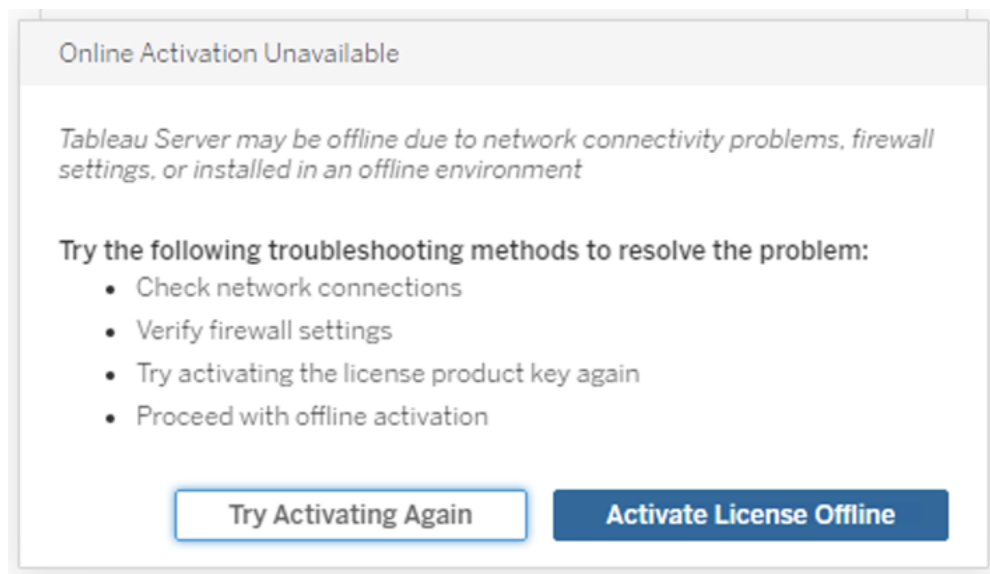 Online Activation Unavailable
Tableau Server may be offline due to network connectivity problems, firewall
settings, or installed in an offline environment
Try the following troubleshooting methods to resolve the problem:
• Check network connections
• Verify firewall settings
• Try activating the license product key again
• Proceed with offline activation
Try Activating Again
Activate License Offline